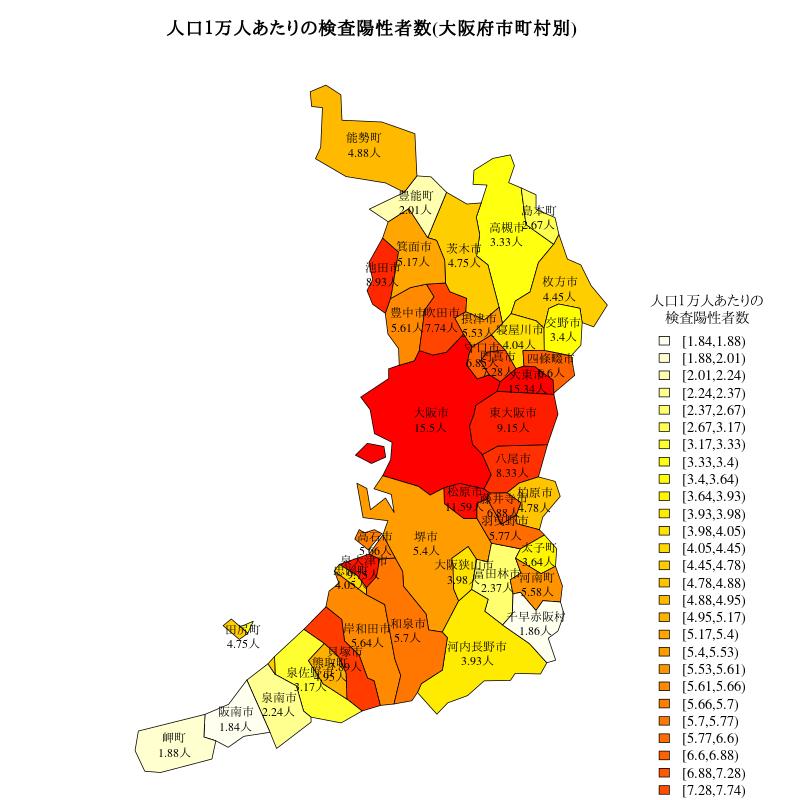 人口1万人あたりの検査陽性者数(大阪府市町村別)
能勢町
4.88人
豊能町
2.01人
島本町
2.67人
高槻市
3.33人
箕面市
5.17人
茨木市
4.75人
池田市
8.93人
枚方市
4.45人
豊中市
5.61人
吹田市
7.74人
摂津市
5.53人
交野市
3.4人
寝屋川市
4.04人
守口市
6.85人
門真市
7.28人
四條畷市
6.6人
大東市
15.34人
大阪市
15.5人
東大阪市
9.15人
八尾市
8.33人
松原市
11.59人
藤井寺市
6.88人
柏原市
4.78人
羽曳野市
5.77人
高石市
5.66人
堺市
5.4人
太子町
3.64人
4.05人
大阪狭山市
3.98人
富田林市
2.37人
河南町
5.58人
千早赤阪村
1.86人
田尻町
4.75人
岸和田市
5.64人
和泉市
5.7人
河内長野市
3.93人
貝塚市
熊取町
4.95人
泉佐野市
3.17人
泉南市
2.24人
阪南市
1.84人
岬町
1.88人
人口1万人あたりの
検査陽性者数
[1.84,1.88)
[1.88,2.01)
[2.01,2.24)
[2.24,2.37)
[2.37,2.67)
[2.67,3.17)
[3.17,3.33)
[3.33,3.4)
[3.4,3.64)
[3.64,3.93)
[3.93,3.98)
[3.98,4.05)
[4.05,4.45)
[4.45,4.78)
[4.78,4.88)
[4.88,4.95)
[4.95,5.17)
[5.17,5.4)
[5.4,5.53)
[5.53,5.61)
[5.61,5.66)
[5.66,5.7)
[5.7,5.77)
[5.77,6.6)
[6.6,6.88)
[6.88,7.28)
[7.28,7.74)